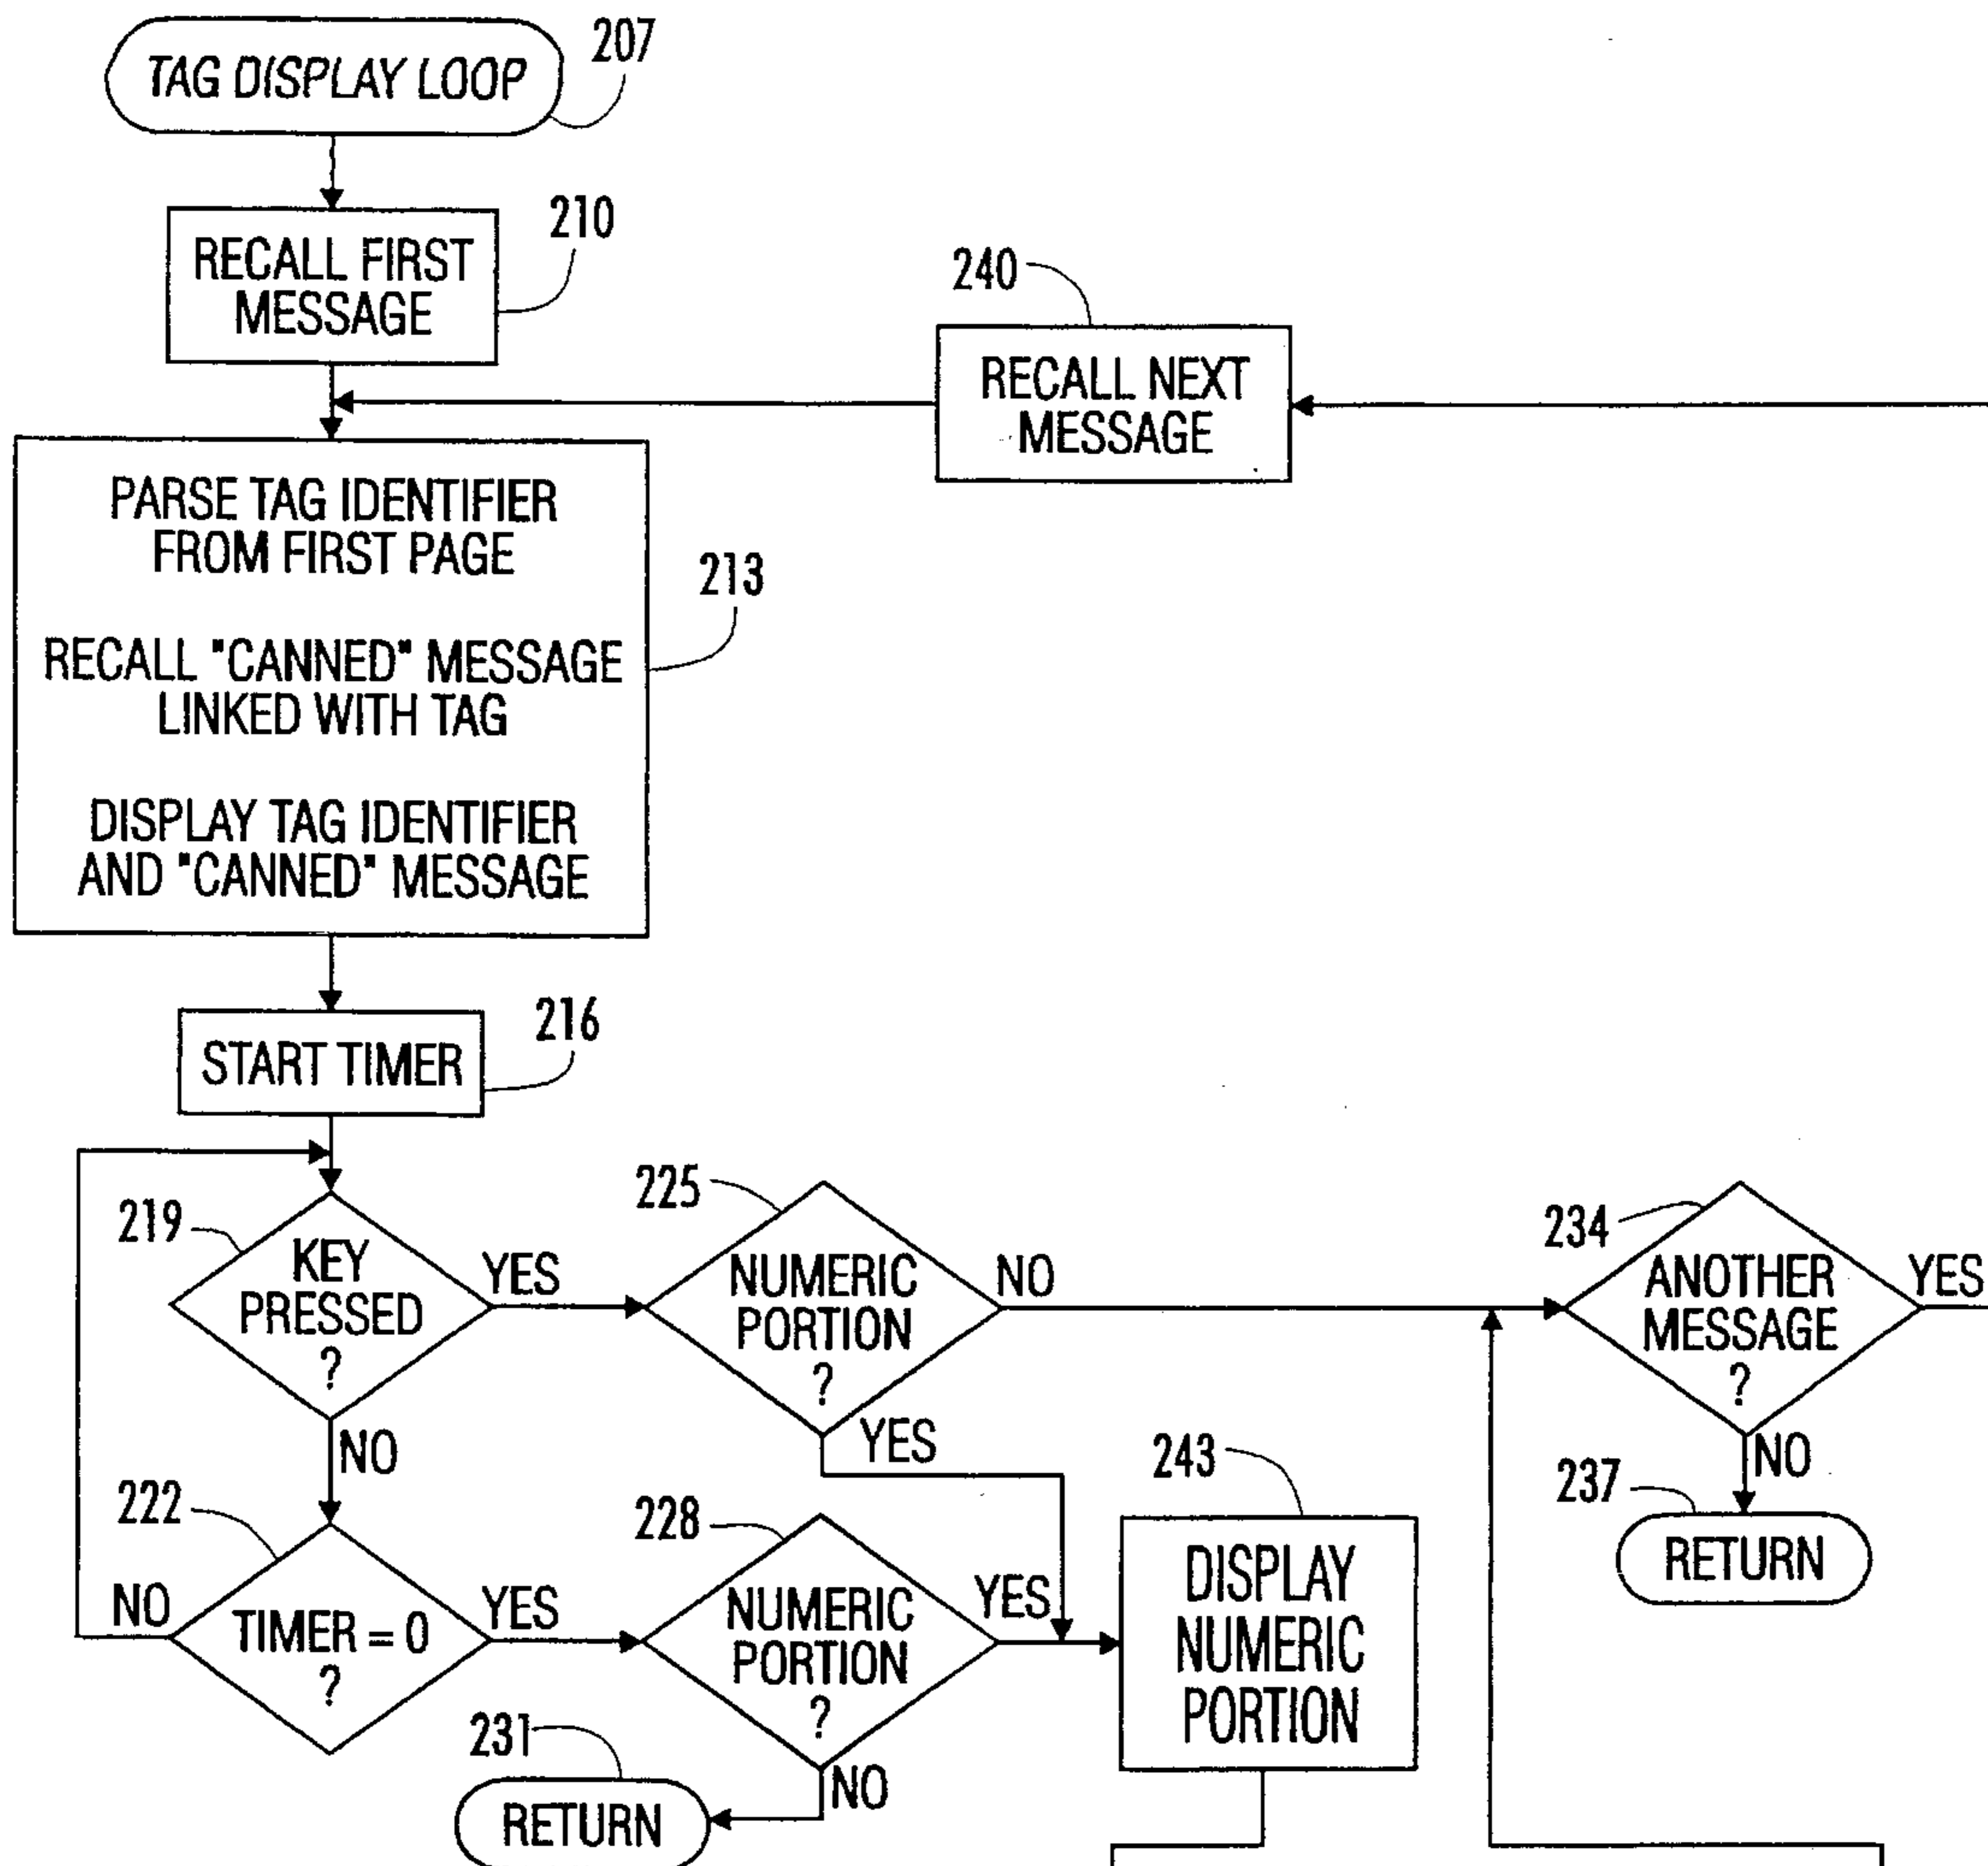 TAG DISPLAY LOOP
207
RECALL FIRST
MESSAGE
210
240
RECALL NEXT
MESSAGE
PARSE TAG IDENTIFIER
FROM FIRST PAGE
RECALL "CANNED" MESSAGE
LINKED WITH TAG
DISPLAY TAG IDENTIFIER
AND "CANNED" MESSAGE
213
START TIMER
216
219
KEY
PRESSED
?
YES
NO
225
NUMERIC
PORTION
?
NO
YES
234
ANOTHER
MESSAGE
?
YES
NO
237
RETURN
222
TIMER = 0
?
NO
YES
228
NUMERIC
PORTION
?
YES
NO
231
RETURN
243
DISPLAY
NUMERIC
PORTION